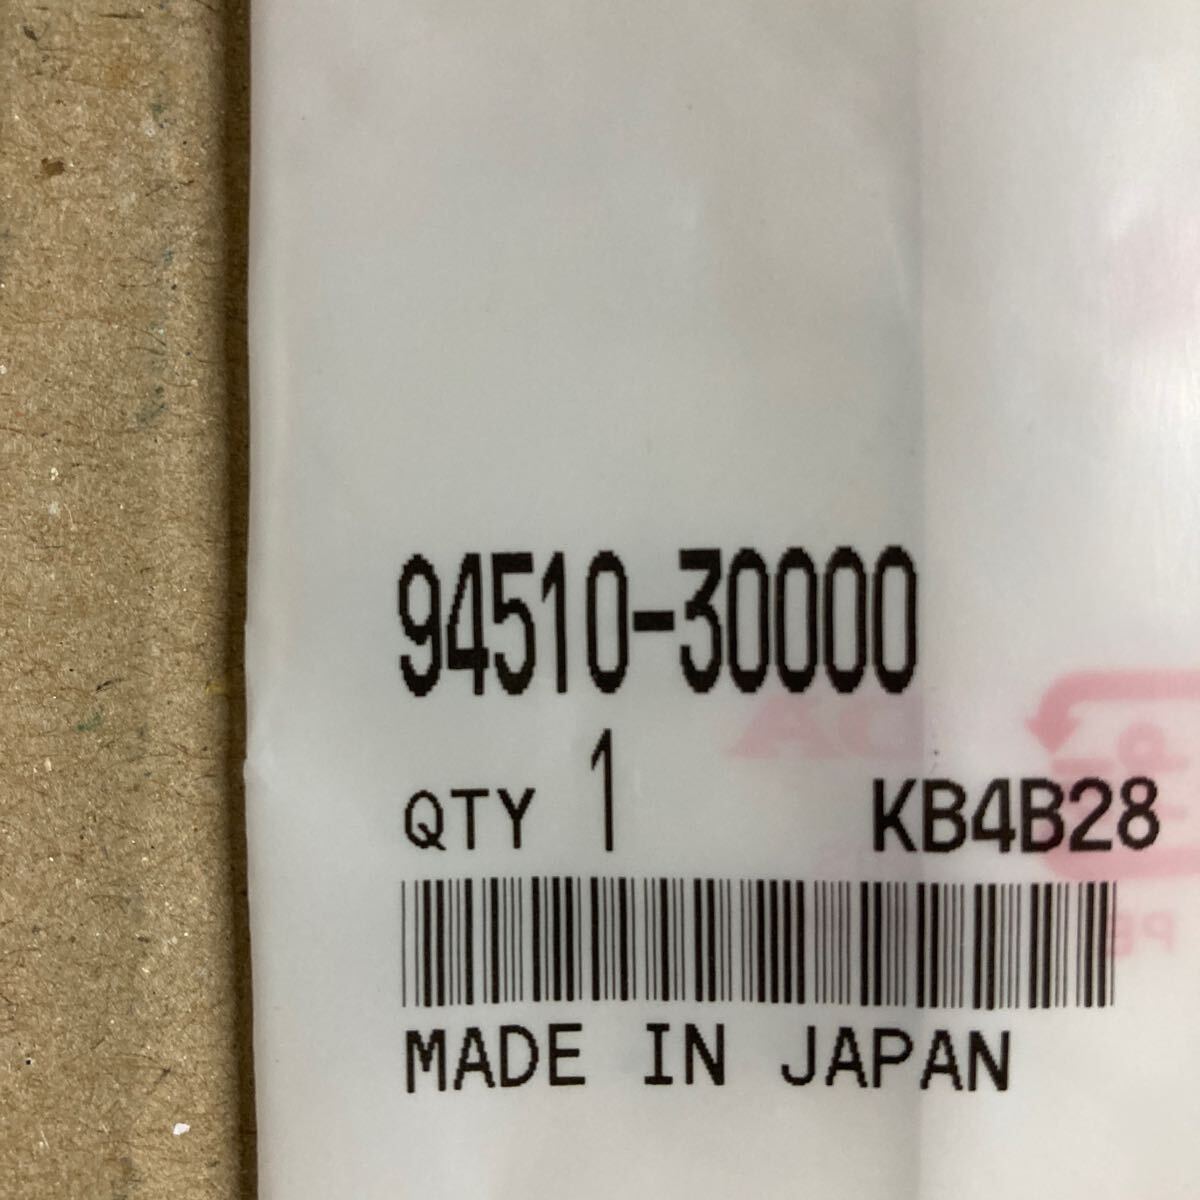 94510-30000
QTY 1 KB4B28
MADE IN JAPAN